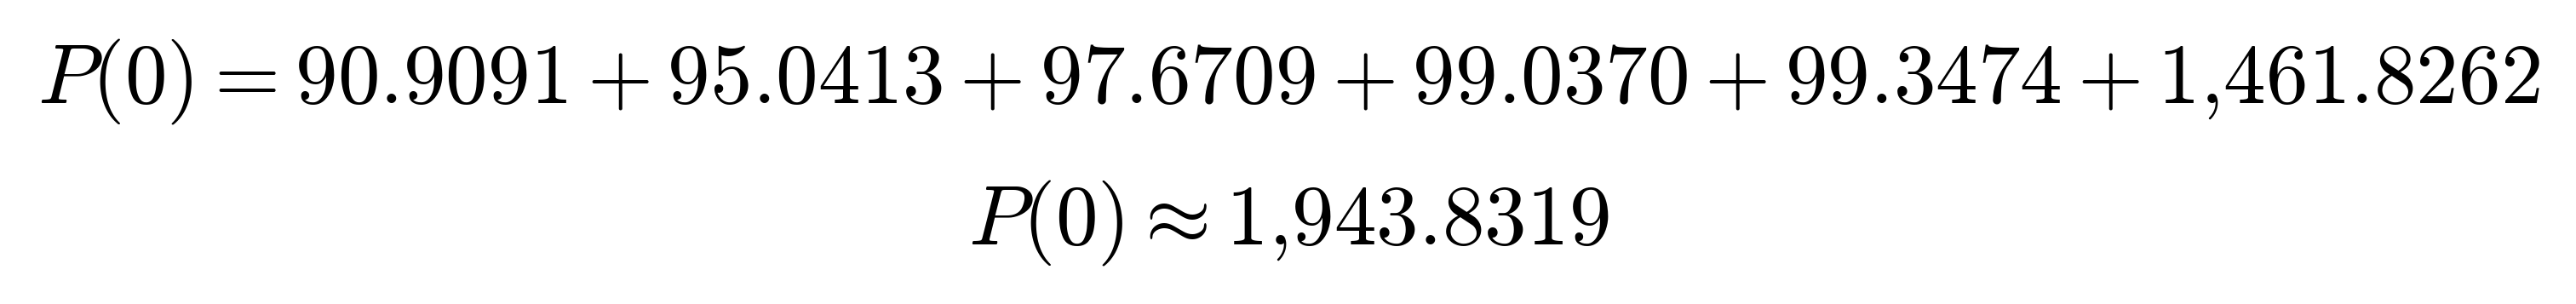 P(0) = 90.9091 + 95.0413 + 97.6709 + 99.0370 + 99.3474 + 1,461.8262
P(0) ≈ 1,943.8319